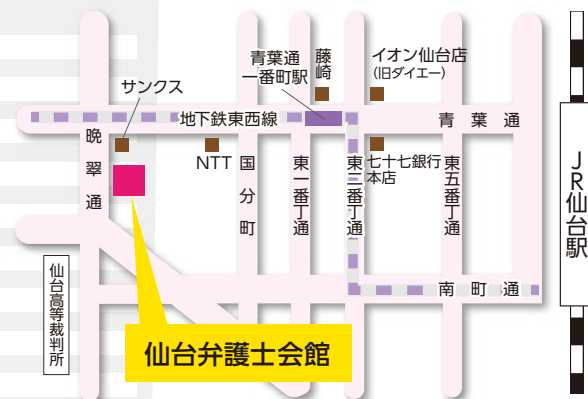 青葉通
一番町駅
藤崎
イオン仙台店
(旧ダイエー)
サンクス
地下鉄東西線
青葉通
晩翠通
NTT
国分町
東一番丁通
東二番丁通
七十七銀行
本店
東五番丁通
JR仙台駅
仙台高等裁判所
南町通
仙台弁護士会館